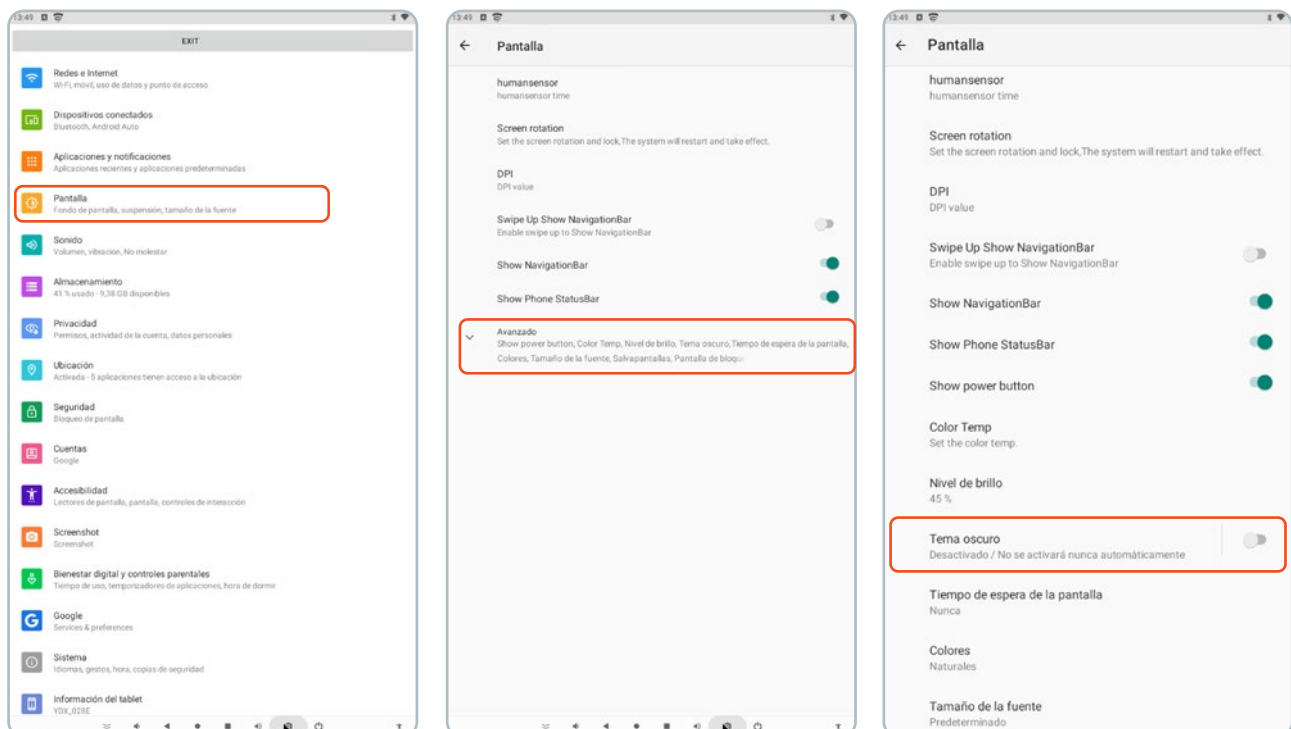 13:49
EXIT
Redes e Internet
Wi-Fi, móvil, uso de datos y punto de acceso
Dispositivos conectados
Bluetooth, Android Auto
Aplicaciones y notificaciones
Aplicaciones recientes y aplicaciones predeterminadas
Pantalla
Fondo de pantalla, suspensión, tamaño de la fuente
Sonido
Volumen, vibración, No molestar
Almacenamiento
41 % usado - 9,38 GB disponibles
Privacidad
Permisos, actividad de la cuenta, datos personales
Ubicación
Activada - 5 aplicaciones tienen acceso a la ubicación
Seguridad
Bloqueo de pantalla
Cuentas
Google
Accesibilidad
Lectores de pantalla, pantalla, controles de interacción
Screenshot
Screenshot
Bienestar digital y controles parentales
Tiempo de uso, temporizadores de aplicaciones, hora de dormir
Google
Services & preferences
Sistema
Idiomas, gestos, hora, copias de seguridad
Información del tablet
YDX_028E
13:49
Pantalla
humansensor
humansensor time
Screen rotation
Set the screen rotation and lock,The system will restart and take effect.
DPI
DPI value
Swipe Up Show NavigationBar
Enable swipe up to Show NavigationBar
Show NavigationBar
Show Phone StatusBar
Avanzado
Show power button, Color Temp, Nivel de brillo, Tema oscuro, Tiempo de espera de la pantalla,
Colores, Tamaño de la fuente, Salvapantallas, Pantalla de bloqu
13:49
Pantalla
humansensor
humansensor time
Screen rotation
Set the screen rotation and lock,The system will restart and take effect.
DPI
DPI value
Swipe Up Show NavigationBar
Enable swipe up to Show NavigationBar
Show NavigationBar
Show Phone StatusBar
Show power button
Color Temp
Set the color temp.
Nivel de brillo
45 %
Tema oscuro
Desactivado / No se activará nunca automáticamente
Tiempo de espera de la pantalla
Nunca
Colores
Naturales
Tamaño de la fuente
Predeterminado